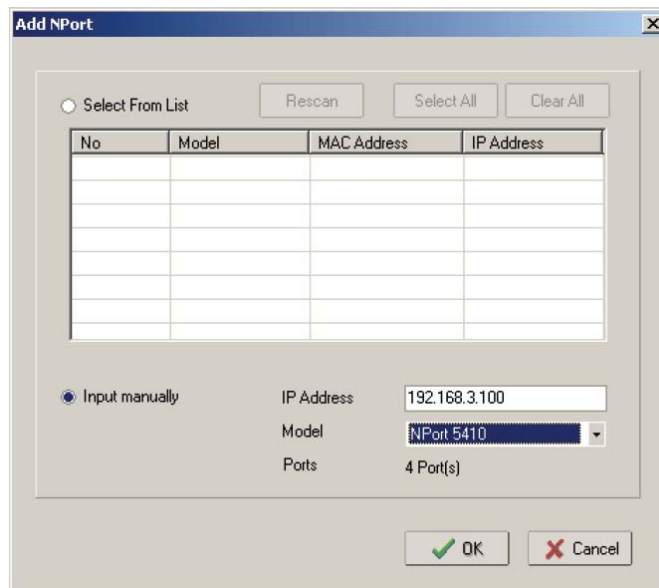 Add NPort
Select From List Rescan Select All Clear All
No Model MAC Address IP Address
Input manually IP Address 192.168.3.100
Model NPort 5410
Ports 4 Port(s)
OK Cancel